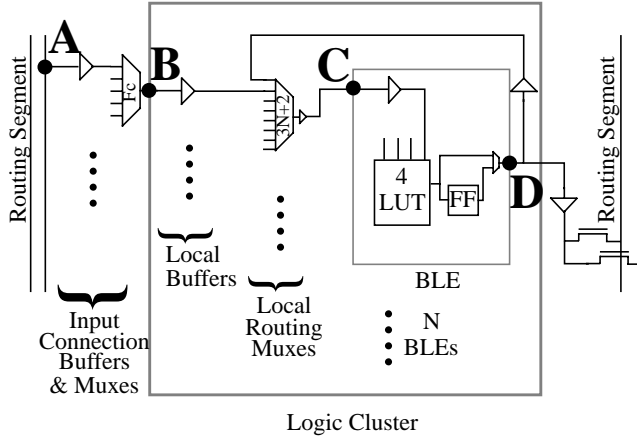 Routing Segment
A
Fc
B
3N+2
C
4
LUT
FF
D
Routing Segment
BLE
Local
Buffers
Local
Routing
Muxes
Input
Connection
Buffers
& Muxes
N
BLEs
Logic Cluster